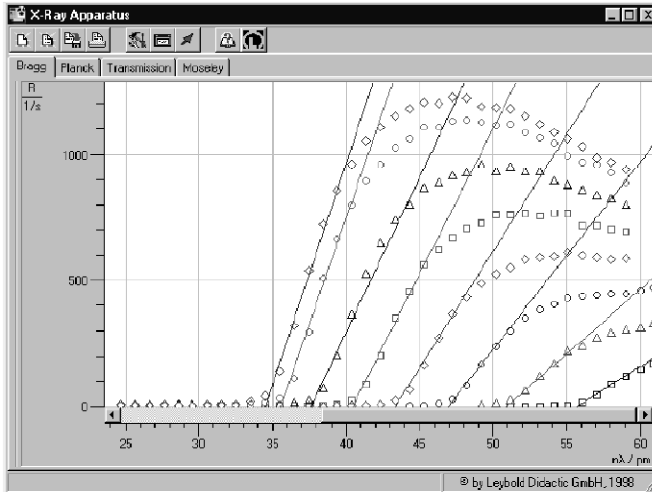 X-Ray Apparatus
Bragg Planck Transmission Moseley
R
1/s
1000
500
0
25 30 35 40 45 50 55 60
nλ / pm
© by Leybold Didactic GmbH, 1998